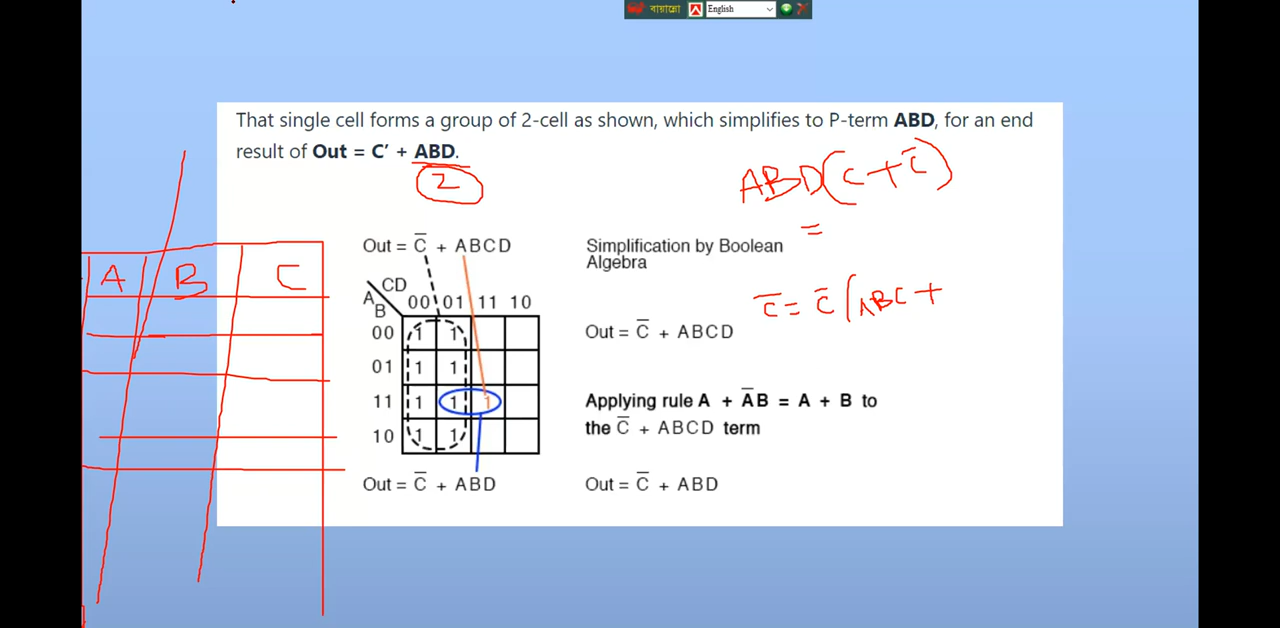 বায়ান্নো English
That single cell forms a group of 2-cell as shown, which simplifies to P-term ABD, for an end
result of Out = C′ + ABD.
2
ABD(C + C̅)
=
A B C
Out = C̅ + ABCD
Simplification by Boolean
Algebra
CD
A
B
00 01 11 10
C̅ = C̅(ABC +
00 1 1
Out = C̅ + ABCD
01 1 1
11 1 1 1
Applying rule A + A̅B = A + B to
the C̅ + ABCD term
10 1 1
Out = C̅ + ABD
Out = C̅ + ABD